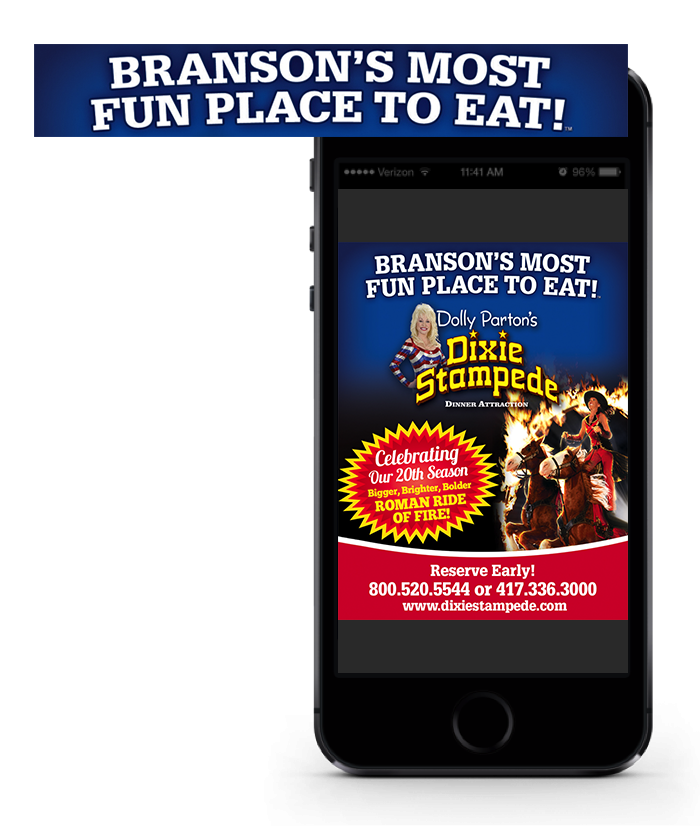 BRANSON'S MOST
FUN PLACE TO EAT!™
Verizon 11:41 AM 96%
BRANSON'S MOST
FUN PLACE TO EAT!
Dolly Parton's
Dixie
Stampede
DINNER ATTRACTION
Celebrating
Our 20th Season
Bigger, Brighter, Bolder
ROMAN RIDE
OF FIRE!
Reserve Early!
800.520.5544 or 417.336.3000
www.dixiestampede.com